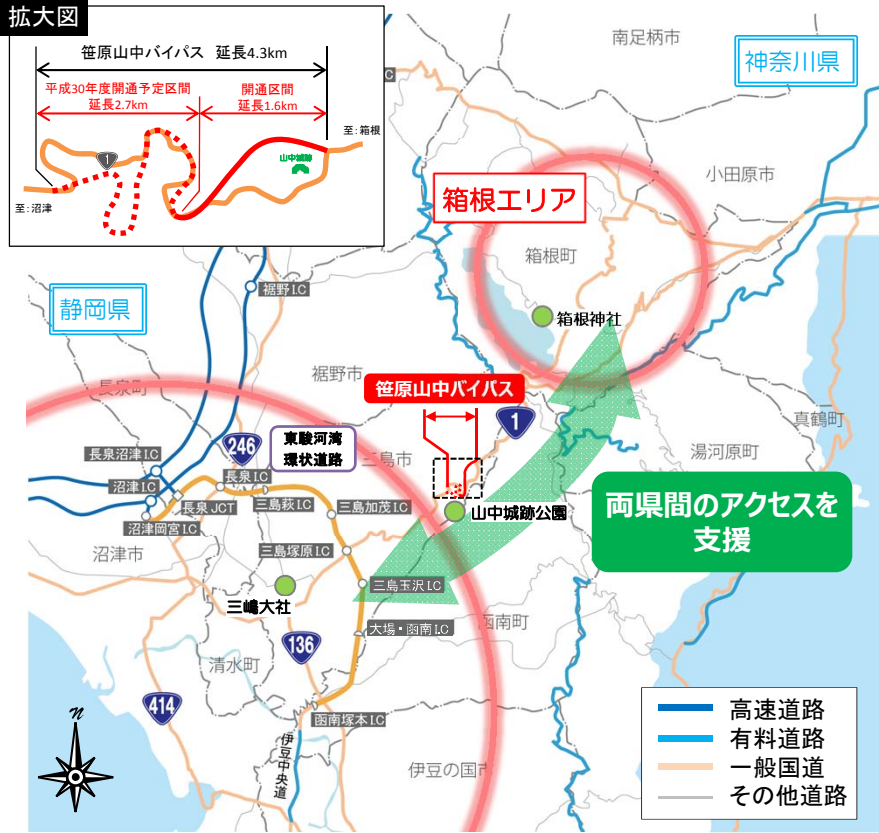 拡大図
笹原山中バイパス 延長4.3km
平成30年度開通予定区間
延長2.7km
開通区間
延長1.6km
至:箱根
山中城跡
1
至:沼津
C
南足柄市
神奈川県
小田原市
箱根エリア
箱根町
箱根神社
静岡県
裾野I.C
裾野市
長泉町
笹原山中バイパス
1
真鶴町
湯河原町
246
東駿河湾
環状道路
三島市
長泉沼津I.C
沼津I.C
長泉I.C
長泉JCT
三島萩I.C
三島加茂I.C
沼津岡宮I.C
山中城跡公園
両県間のアクセスを
支援
沼津市
三島塚原I.C
三島玉沢I.C
三嶋大社
函南町
大場・函南I.C
136
清水町
414
函南塚本I.C
伊豆中央道
伊豆の国市
N
高速道路
有料道路
一般国道
その他道路